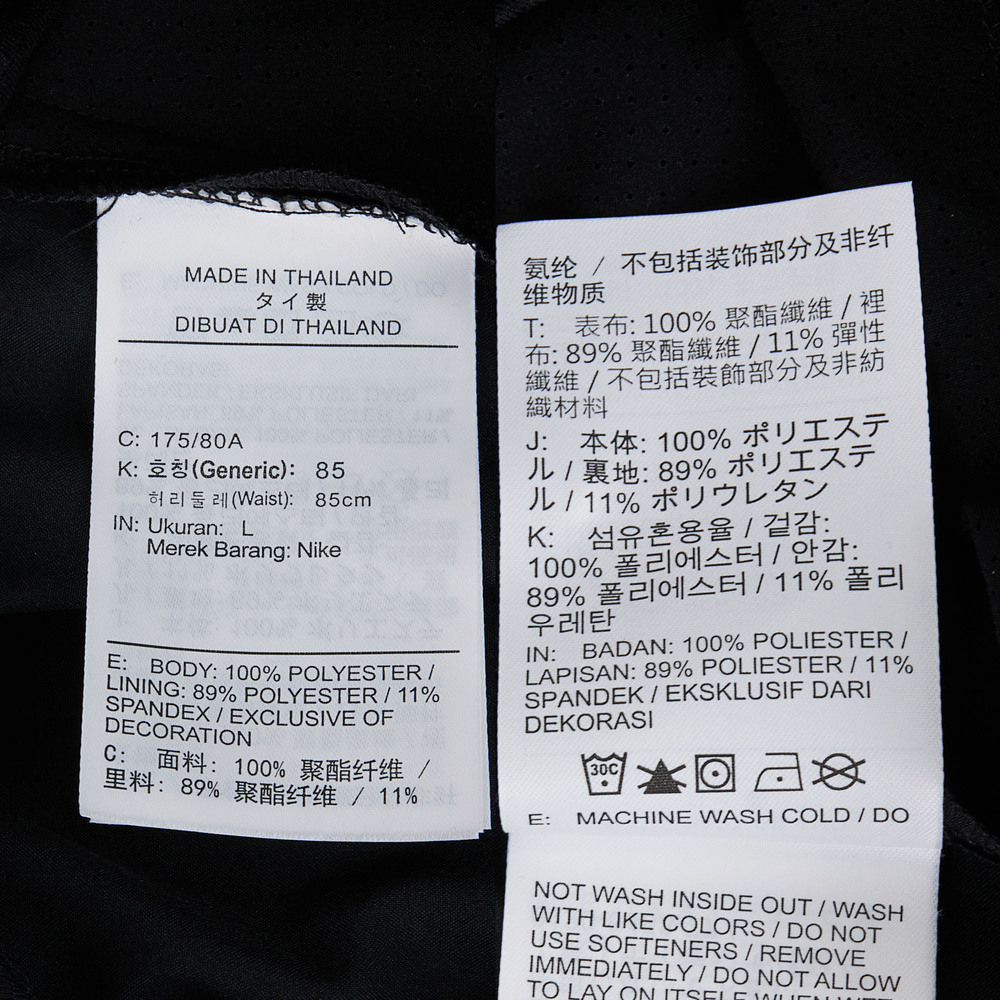 MADE IN THAILAND
タイ製
DIBUAT DI THAILAND
C: 175/80A
K: 호칭(Generic): 85
허리둘레(Waist): 85cm
IN: Ukuran: L
Merek Barang: Nike
E: BODY: 100% POLYESTER /
LINING: 89% POLYESTER / 11%
SPANDEX / EXCLUSIVE OF
DECORATION
C: 面料: 100% 聚酯纤维 /
里料: 89% 聚酯纤维 / 11%
氨纶 / 不包括装饰部分及非纤
维物质
T: 表布: 100% 聚酯纖維 / 裡
布: 89% 聚酯纖維 / 11% 彈性
纖維 / 不包括裝飾部分及非紡
織材料
J: 本体: 100% ポリエステ
ル / 裏地: 89% ポリエステ
ル / 11% ポリウレタン
K: 섬유혼용율 / 겉감:
100% 폴리에스터 / 안감:
89% 폴리에스터 / 11% 폴리
우레탄
IN: BADAN: 100% POLIESTER /
LAPISAN: 89% POLIESTER / 11%
SPANDEK / EKSKLUSIF DARI
DEKORASI
30C
E: MACHINE WASH COLD / DO
NOT WASH INSIDE OUT / WASH
WITH LIKE COLORS / DO NOT
USE SOFTENERS / REMOVE
IMMEDIATELY / DO NOT ALLOW
TO LAY ON ITSELF WHEN WET